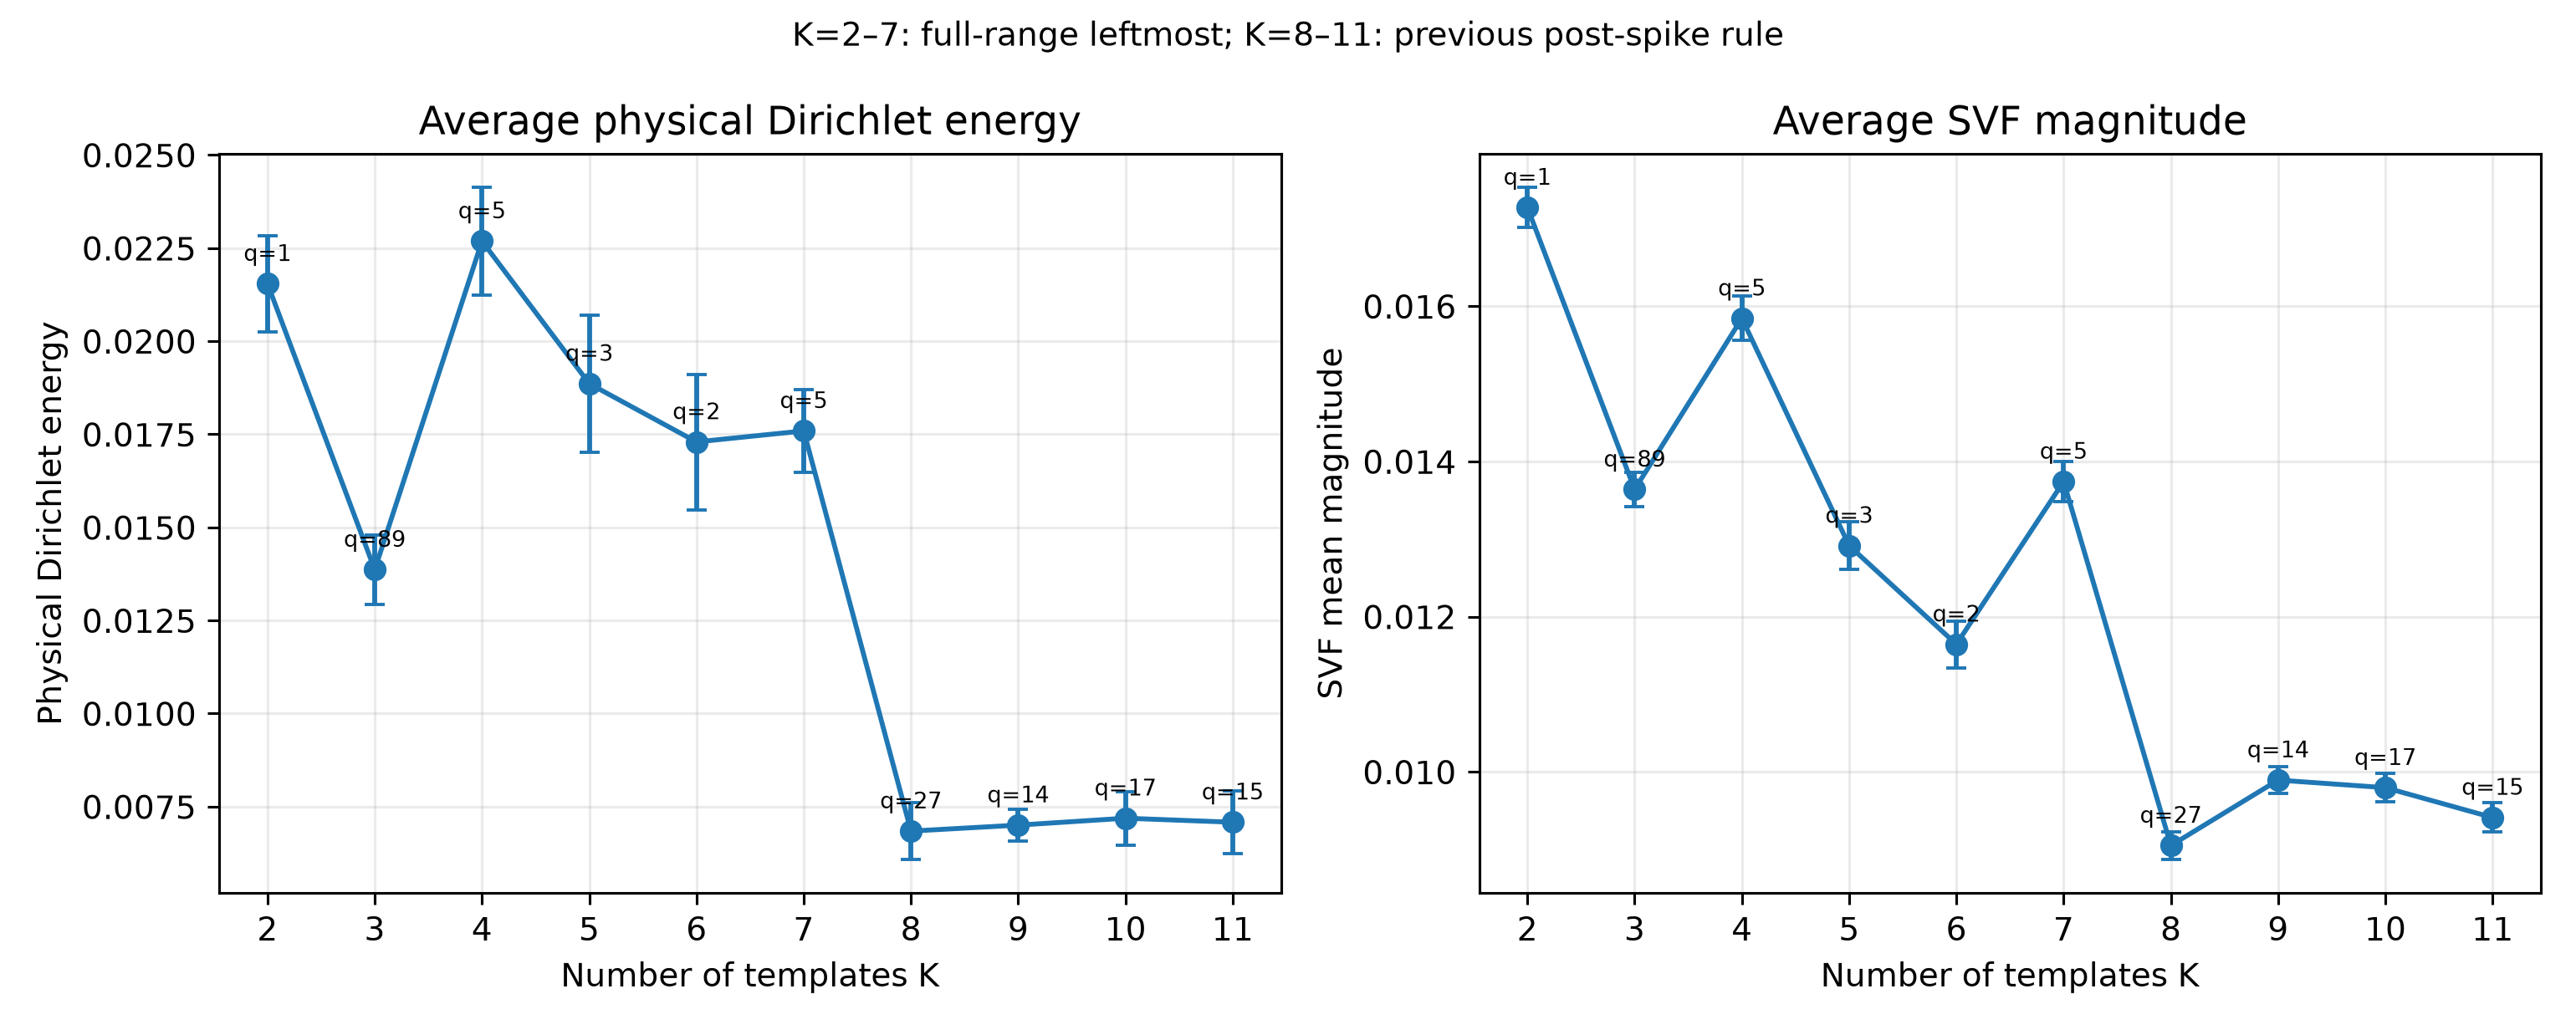 K=2–7: full-range leftmost; K=8–11: previous post-spike rule
Average physical Dirichlet energy
Physical Dirichlet energy
0.0250
0.0225
0.0200
0.0175
0.0150
0.0125
0.0100
0.0075
q=1
q=89
q=5
q=3
q=2
q=5
q=27
q=14
q=17
q=15
2 3 4 5 6 7 8 9 10 11
Number of templates K
Average SVF magnitude
SVF mean magnitude
0.016
0.014
0.012
0.010
q=1
q=89
q=5
q=3
q=2
q=5
q=27
q=14
q=17
q=15
2 3 4 5 6 7 8 9 10 11
Number of templates K